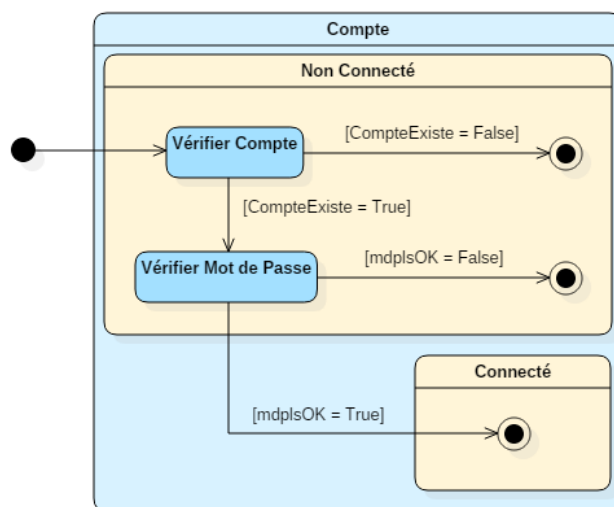 Compte
Non Connecté
Vérifier Compte
[CompteExiste = False]
[CompteExiste = True]
Vérifier Mot de Passe
[mdpIsOK = False]
Connecté
[mdpIsOK = True]